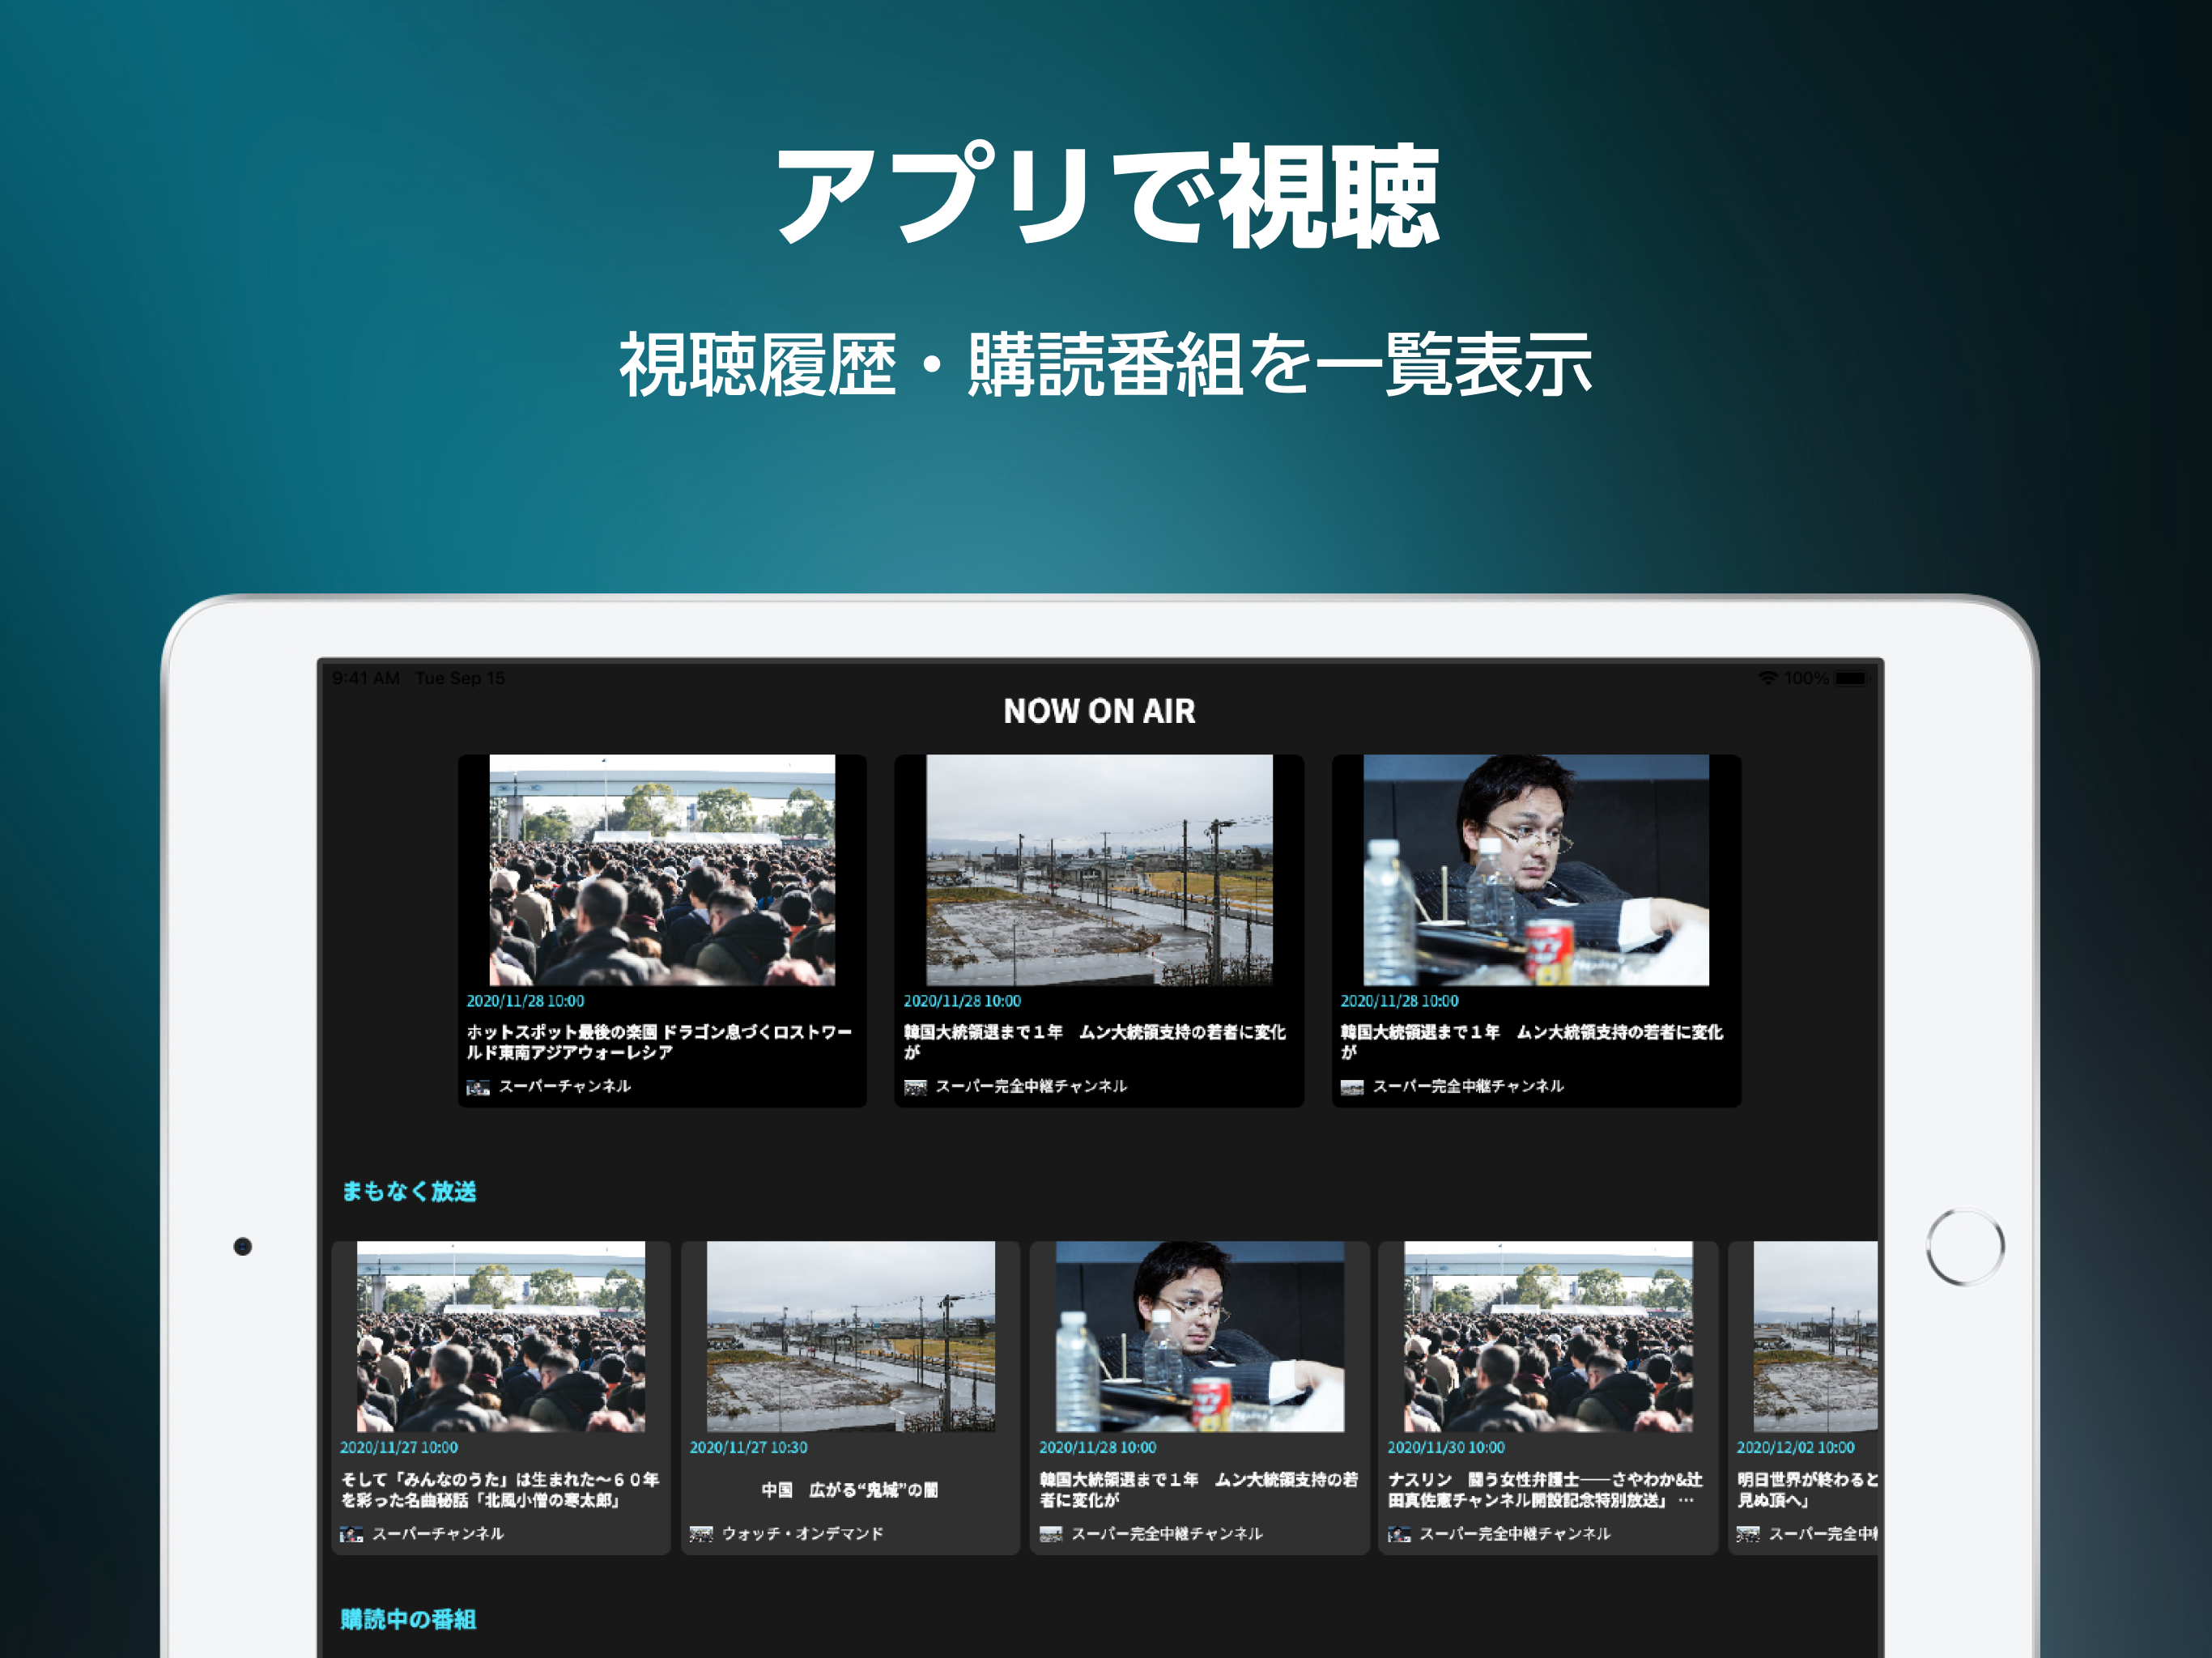 アプリで視聴
視聴履歴・購読番組を一覧表示
9:41 AM Tue Sep 15
100%
NOW ON AIR
2020/11/28 10:00
ホットスポット最後の楽園 ドラゴン息づくロストワー
ルド東南アジアウォーレシア
スーパーチャンネル
2020/11/28 10:00
韓国大統領選まで１年　ムン大統領支持の若者に変化
が
スーパー完全中継チャンネル
2020/11/28 10:00
韓国大統領選まで１年　ムン大統領支持の若者に変化
が
スーパー完全中継チャンネル
まもなく放送
2020/11/27 10:00
そして「みんなのうた」は生まれた～６０年
を彩った名曲秘話「北風小僧の寒太郎」
スーパーチャンネル
2020/11/27 10:30
中国　広がる“鬼城”の闇
ウォッチ・オンデマンド
2020/11/28 10:00
韓国大統領選まで１年　ムン大統領支持の若
者に変化が
スーパー完全中継チャンネル
2020/11/30 10:00
ナスリン　闘う女性弁護士——さやわか&辻
田真佐憲チャンネル開設記念特別放送」 …
スーパー完全中継チャンネル
2020/12/02 10:00
明日世界が終わると
見ぬ頂へ」
スーパー完全中
購読中の番組